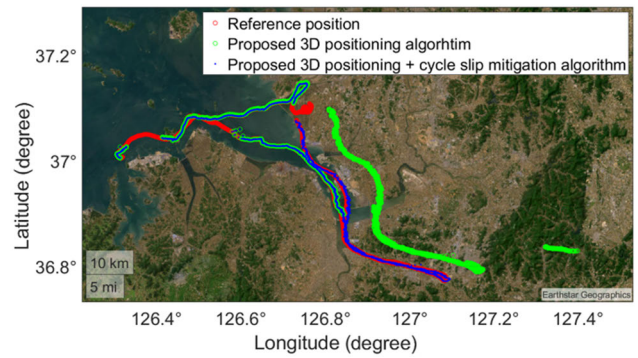 Reference position
Proposed 3D positioning algorhtim
Proposed 3D positioning + cycle slip mitigation algorithm
37.2°
37°
36.8°
Latitude (degree)
10 km
5 mi
Earthstar Geographics
126.4° 126.6° 126.8° 127° 127.2° 127.4°
Longitude (degree)